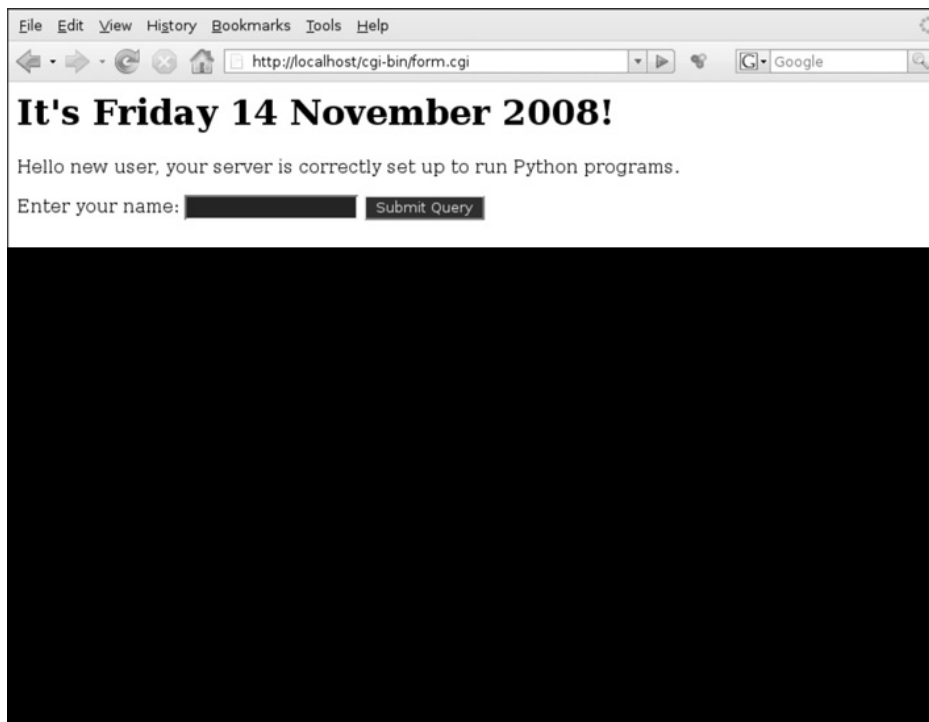 File Edit View History Bookmarks Tools Help
http://localhost/cgi-bin/form.cgi G Google
It's Friday 14 November 2008!
Hello new user, your server is correctly set up to run Python programs.
Enter your name: Submit Query